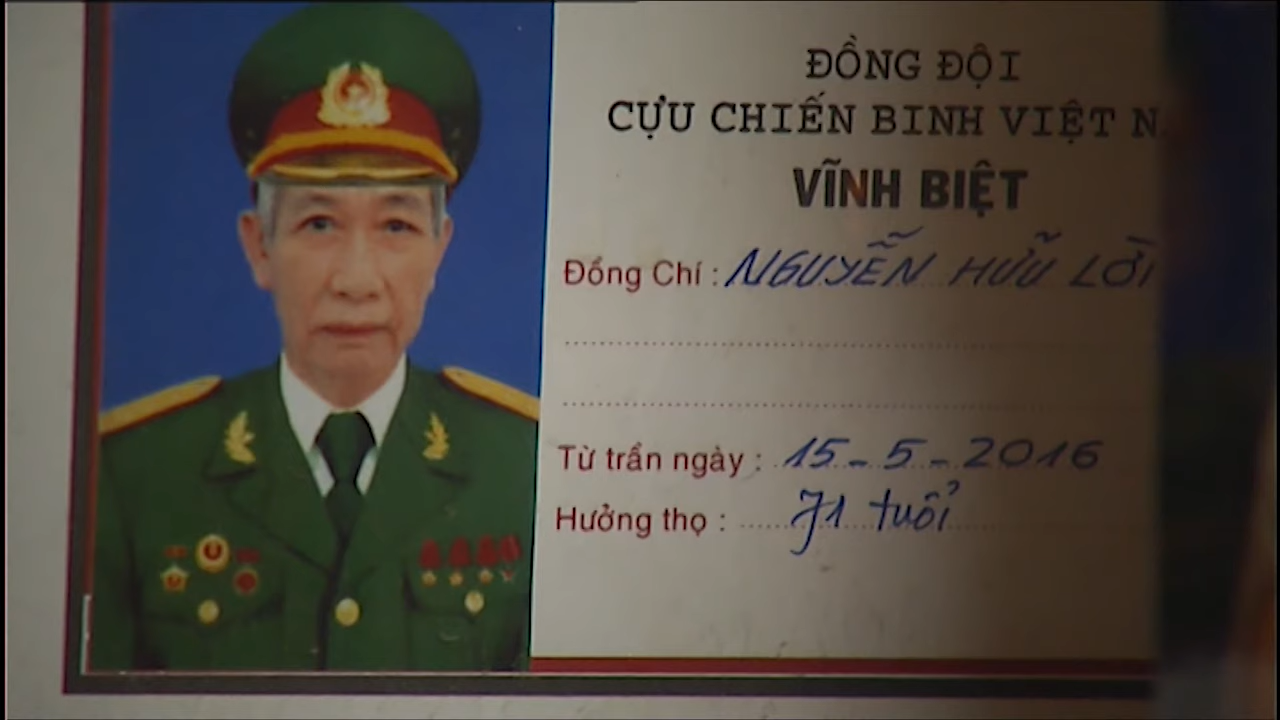 ĐỒNG ĐỘI
CỰU CHIẾN BINH VIỆT N
VĨNH BIỆT
Đồng Chí : NGUYỄN HỮU LỜI
Từ trần ngày : 15-5-2016
Hưởng thọ : 71 tuổi